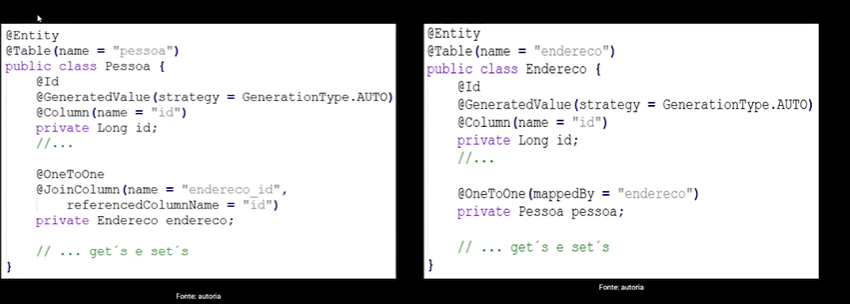 @Entity
@Table(name = "pessoa")
public class Pessoa {
@Id
@GeneratedValue(strategy = GenerationType.AUTO)
@Column(name = "id")
private Long id;
//...
@OneToOne
@JoinColumn(name = "endereco_id",
referencedColumnName = "id")
private Endereco endereco;
// ... get´s e set´s
}
Fonte: autoria
@Entity
@Table(name = "endereco")
public class Endereco {
@Id
@GeneratedValue(strategy = GenerationType.AUTO)
@Column(name = "id")
private Long id;
//...
@OneToOne(mappedBy = "endereco")
private Pessoa pessoa;
// ... get´s e set´s
}
Fonte: autoria